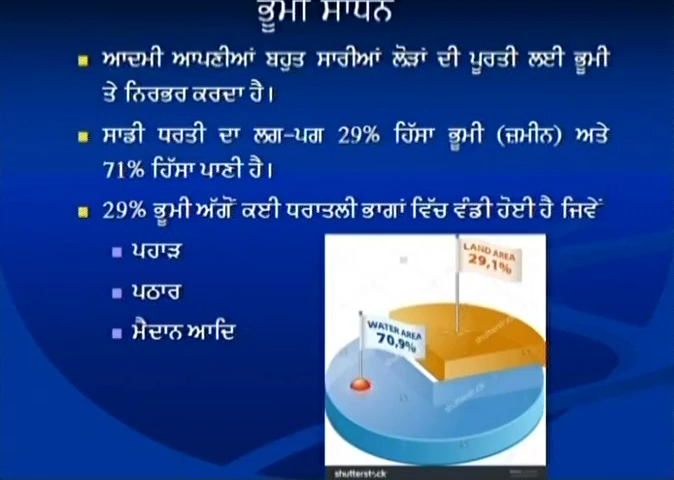 ਭੂਮੀ ਸਾਧਨ
ਆਦਮੀ ਆਪਣੀਆਂ ਬਹੁਤ ਸਾਰੀਆਂ ਲੋੜਾਂ ਦੀ ਪੂਰਤੀ ਲਈ ਭੂਮੀ
ਤੇ ਨਿਰਭਰ ਕਰਦਾ ਹੈ।
ਸਾਡੀ ਧਰਤੀ ਦਾ ਲਗ-ਪਗ 29% ਹਿੱਸਾ ਭੂਮੀ (ਜ਼ਮੀਨ) ਅਤੇ
71% ਹਿੱਸਾ ਪਾਣੀ ਹੈ।
29% ਭੂਮੀ ਅੱਗੋਂ ਕਈ ਧਰਾਤਲੀ ਭਾਗਾਂ ਵਿੱਚ ਵੰਡੀ ਹੋਈ ਹੈ ਜਿਵੇਂ
ਪਹਾੜ
ਪਠਾਰ
ਮੈਦਾਨ ਆਦਿ
LAND AREA
29,1%
WATER AREA
70,9%
shutterstock